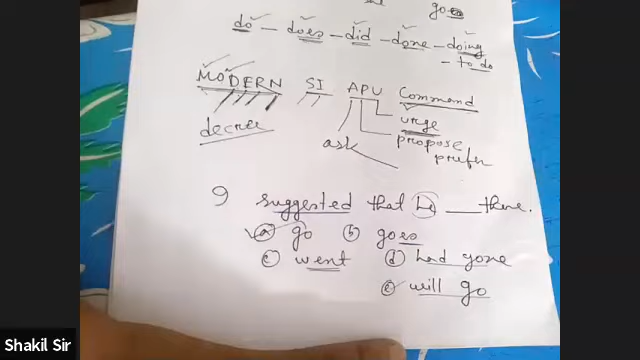 go
do - does - did - done - doing
- to do
MODERN SI APU Command
urge
decree propose
ask prefer
9 suggested that he ___ there.
(a) go (b) goes
(c) went (d) had gone
(e) will go
Shakil Sir